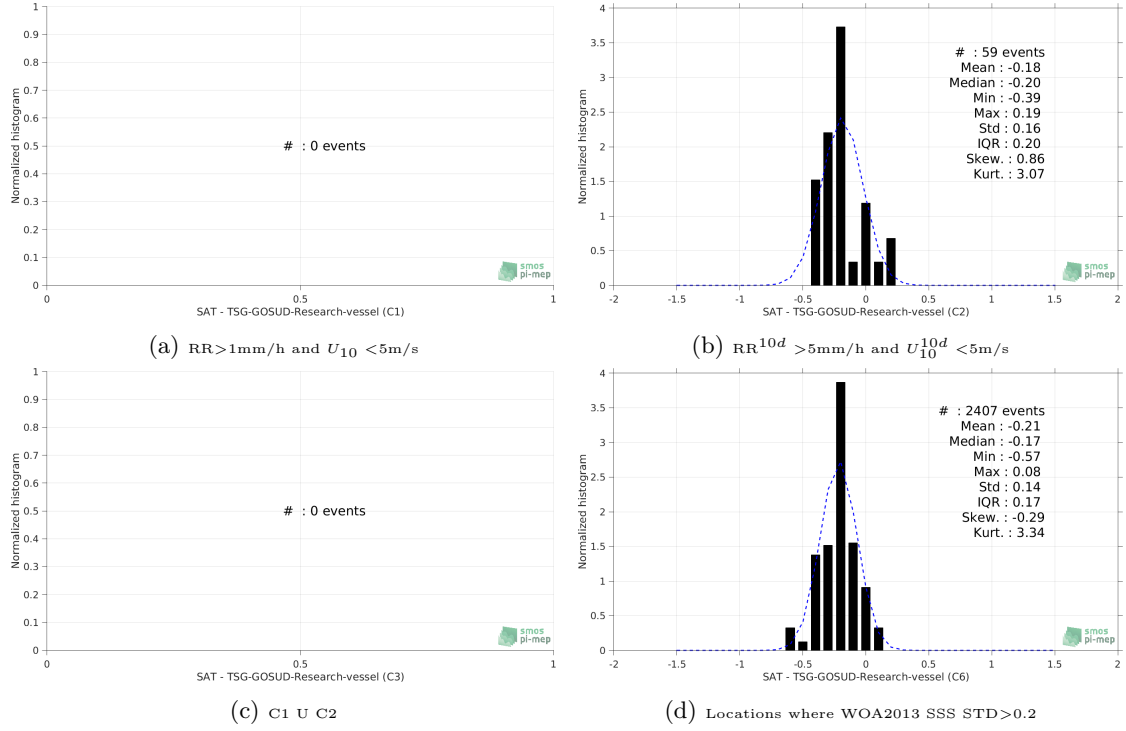 1
0.9
0.8
0.7
0.6
0.5
0.4
0.3
0.2
0.1
0
Normalized histogram
# : 0 events
smos
pi-mep
0 0.5 1
SAT - TSG-GOSUD-Research-vessel (C1)
(a) RR>1mm/h and U10 <5m/s
4
3.5
3
2.5
2
1.5
1
0.5
0
Normalized histogram
# : 59 events
Mean : -0.18
Median : -0.20
Min : -0.39
Max : 0.19
Std : 0.16
IQR : 0.20
Skew. : 0.86
Kurt. : 3.07
smos
pi-mep
-2 -1.5 -1 -0.5 0 0.5 1 1.5 2
SAT - TSG-GOSUD-Research-vessel (C2)
(b) RR10d >5mm/h and U10 10d <5m/s
1
0.9
0.8
0.7
0.6
0.5
0.4
0.3
0.2
0.1
0
Normalized histogram
# : 0 events
smos
pi-mep
0 0.5 1
SAT - TSG-GOSUD-Research-vessel (C3)
(c) C1 U C2
4
3.5
3
2.5
2
1.5
1
0.5
0
Normalized histogram
# : 2407 events
Mean : -0.21
Median : -0.17
Min : -0.57
Max : 0.08
Std : 0.14
IQR : 0.17
Skew. : -0.29
Kurt. : 3.34
smos
pi-mep
-2 -1.5 -1 -0.5 0 0.5 1 1.5 2
SAT - TSG-GOSUD-Research-vessel (C6)
(d) Locations where WOA2013 SSS STD>0.2